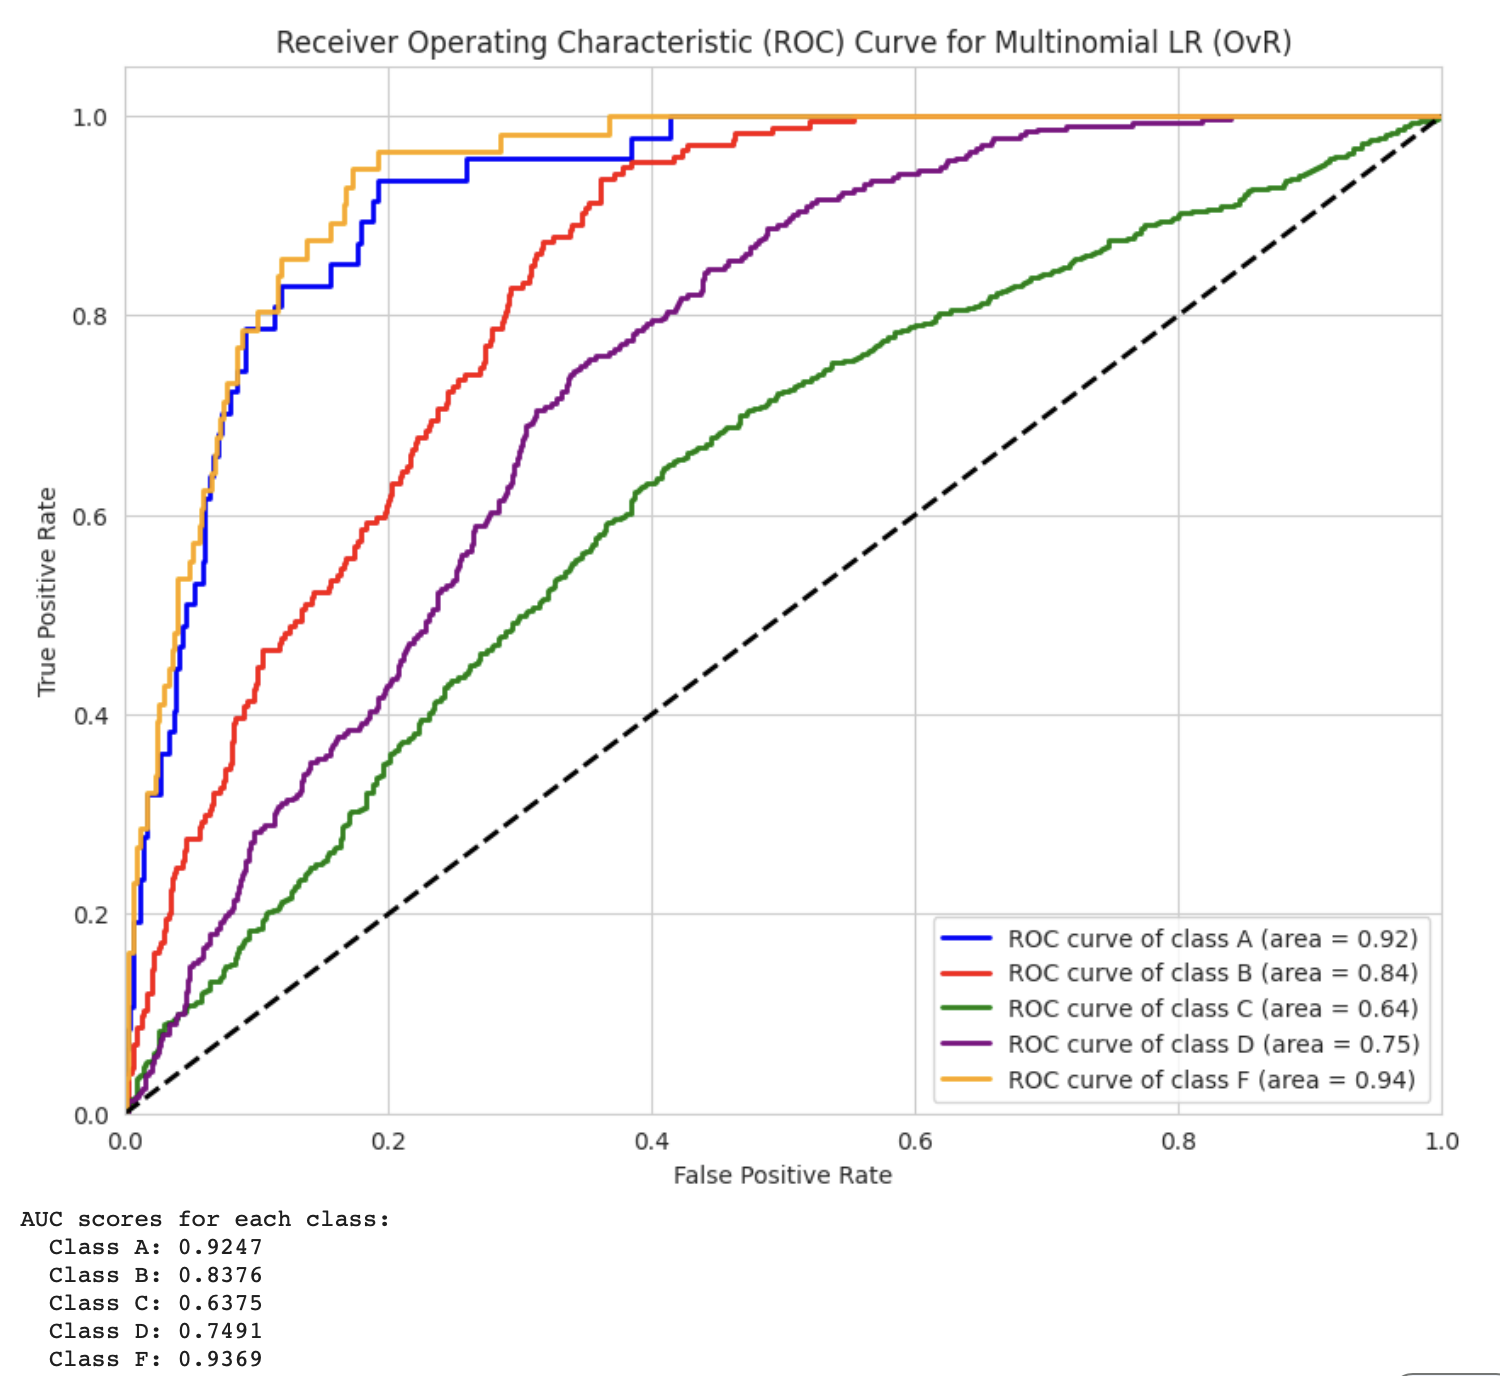 Receiver Operating Characteristic (ROC) Curve for Multinomial LR (OvR)
1.0
0.8
0.6
0.4
0.2
0.0
True Positive Rate
0.0 0.2 0.4 0.6 0.8 1.0
False Positive Rate
ROC curve of class A (area = 0.92)
ROC curve of class B (area = 0.84)
ROC curve of class C (area = 0.64)
ROC curve of class D (area = 0.75)
ROC curve of class F (area = 0.94)
AUC scores for each class:
Class A: 0.9247
Class B: 0.8376
Class C: 0.6375
Class D: 0.7491
Class F: 0.9369